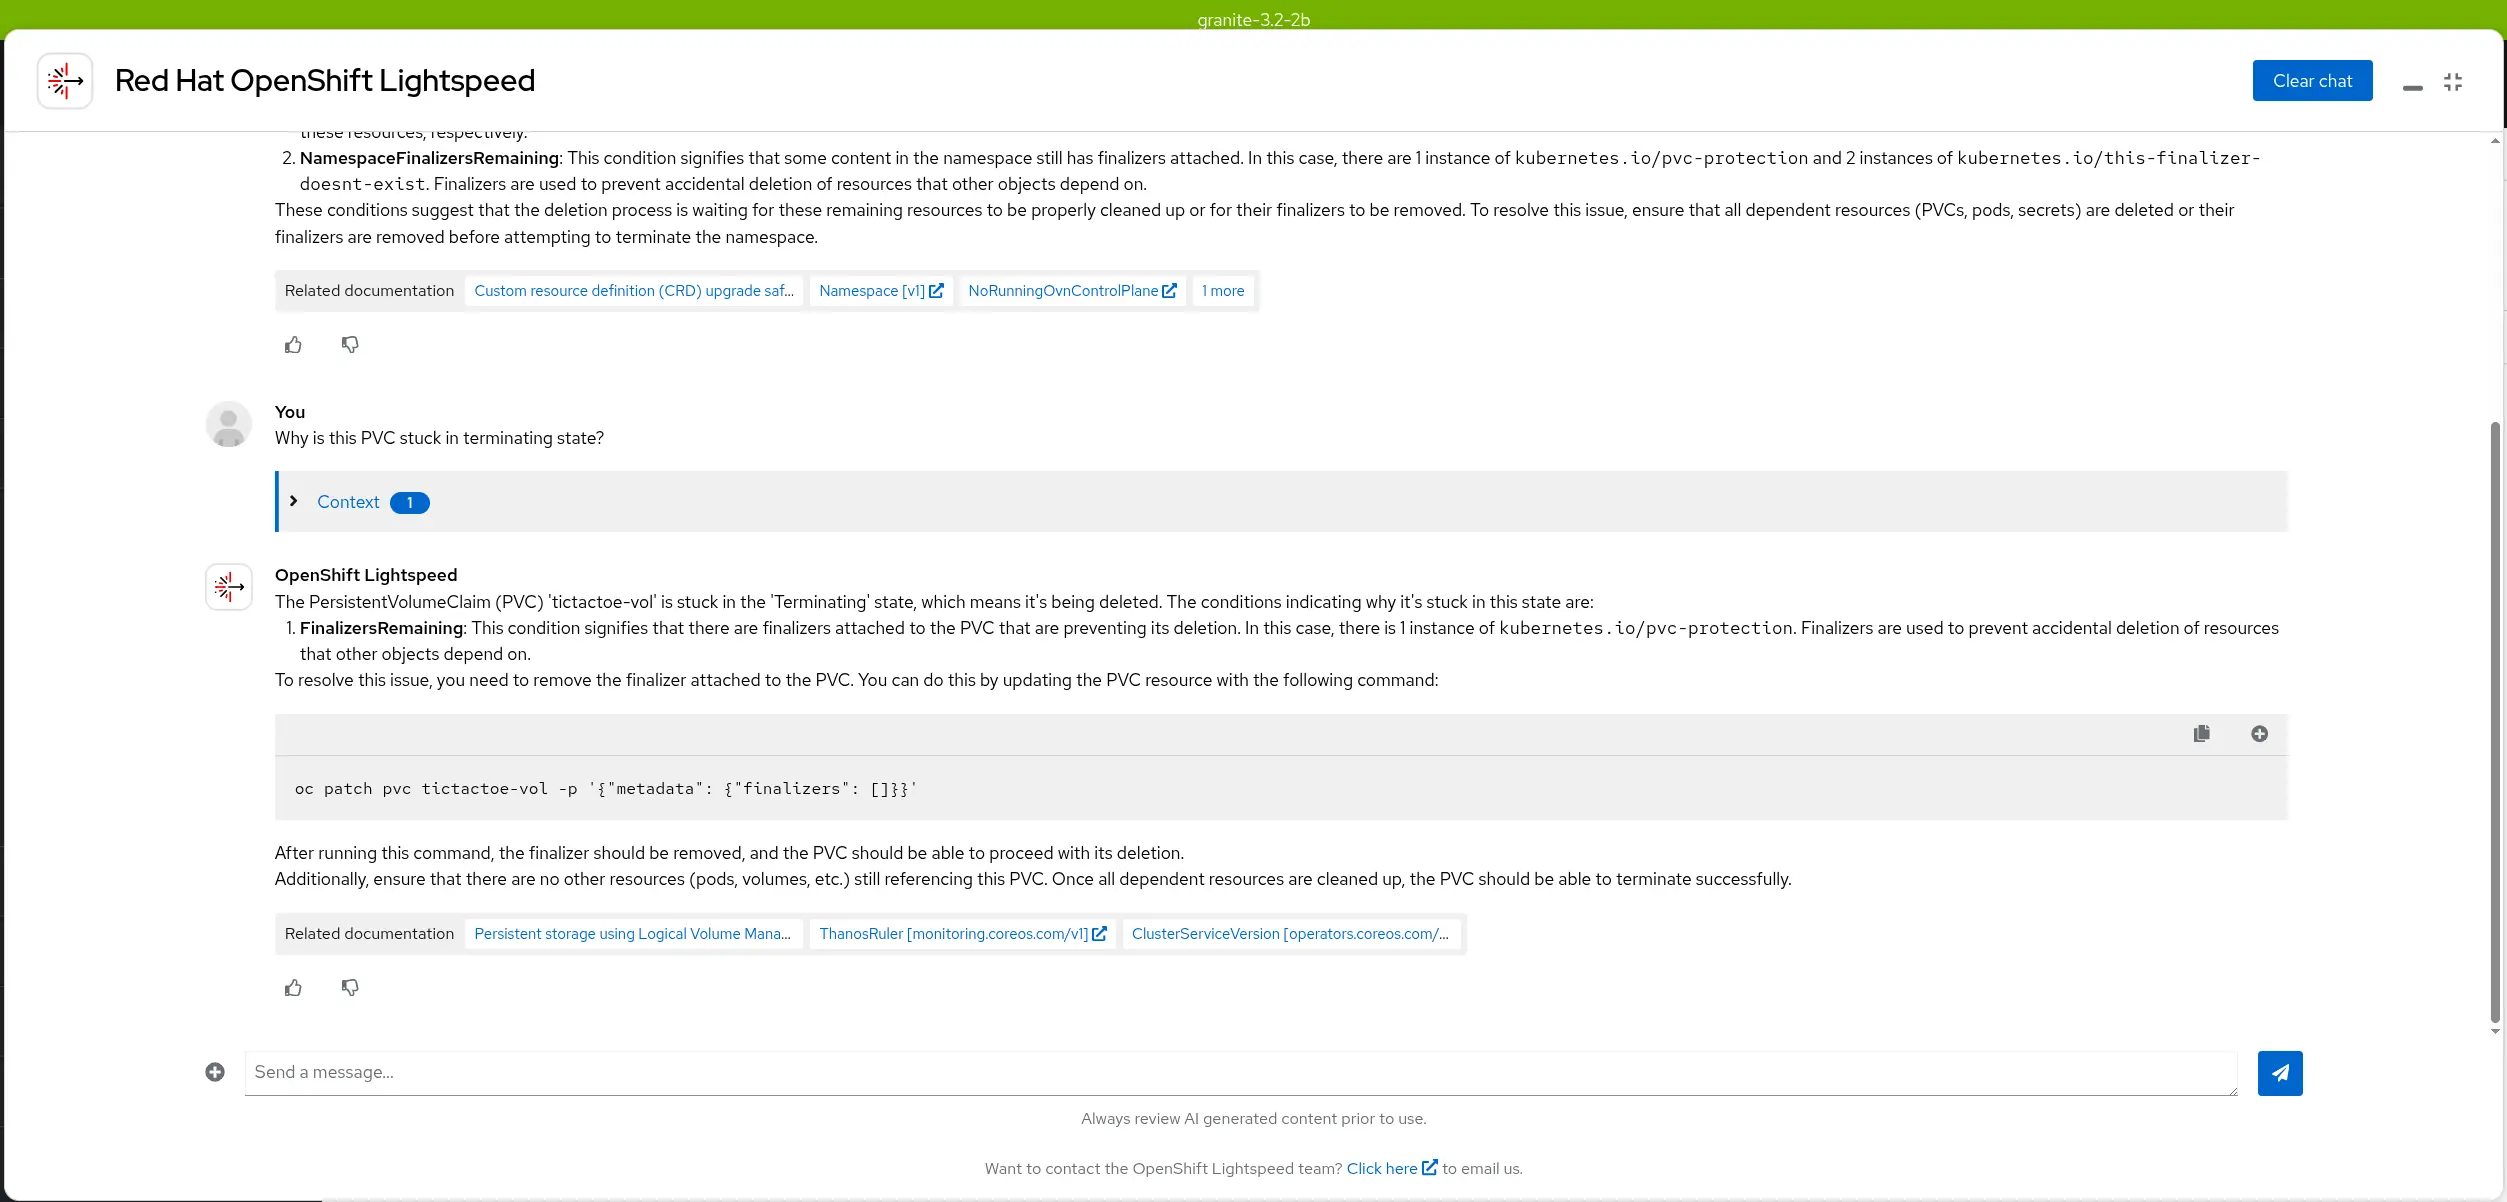 granite-3.2-2b
Red Hat OpenShift Lightspeed
Clear chat
these resources, respectively.
2. NamespaceFinalizersRemaining: This condition signifies that some content in the namespace still has finalizers attached. In this case, there are 1 instance of kubernetes.io/pvc-protection and 2 instances of kubernetes.io/this-finalizer-
doesnt-exist. Finalizers are used to prevent accidental deletion of resources that other objects depend on.
These conditions suggest that the deletion process is waiting for these remaining resources to be properly cleaned up or for their finalizers to be removed. To resolve this issue, ensure that all dependent resources (PVCs, pods, secrets) are deleted or their
finalizers are removed before attempting to terminate the namespace.
Related documentation Custom resource definition (CRD) upgrade saf... Namespace [v1] NoRunningOvnControlPlane 1 more
You
Why is this PVC stuck in terminating state?
Context 1
OpenShift Lightspeed
The PersistentVolumeClaim (PVC) 'tictactoe-vol' is stuck in the 'Terminating' state, which means it's being deleted. The conditions indicating why it's stuck in this state are:
1. FinalizersRemaining: This condition signifies that there are finalizers attached to the PVC that are preventing its deletion. In this case, there is 1 instance of kubernetes.io/pvc-protection. Finalizers are used to prevent accidental deletion of resources
that other objects depend on.
To resolve this issue, you need to remove the finalizer attached to the PVC. You can do this by updating the PVC resource with the following command:
oc patch pvc tictactoe-vol -p '{"metadata": {"finalizers": []}}'
After running this command, the finalizer should be removed, and the PVC should be able to proceed with its deletion.
Additionally, ensure that there are no other resources (pods, volumes, etc.) still referencing this PVC. Once all dependent resources are cleaned up, the PVC should be able to terminate successfully.
Related documentation Persistent storage using Logical Volume Mana... ThanosRuler [monitoring.coreos.com/v1] ClusterServiceVersion [operators.coreos.com/...
Send a message...
Always review AI generated content prior to use.
Want to contact the OpenShift Lightspeed team? Click here to email us.